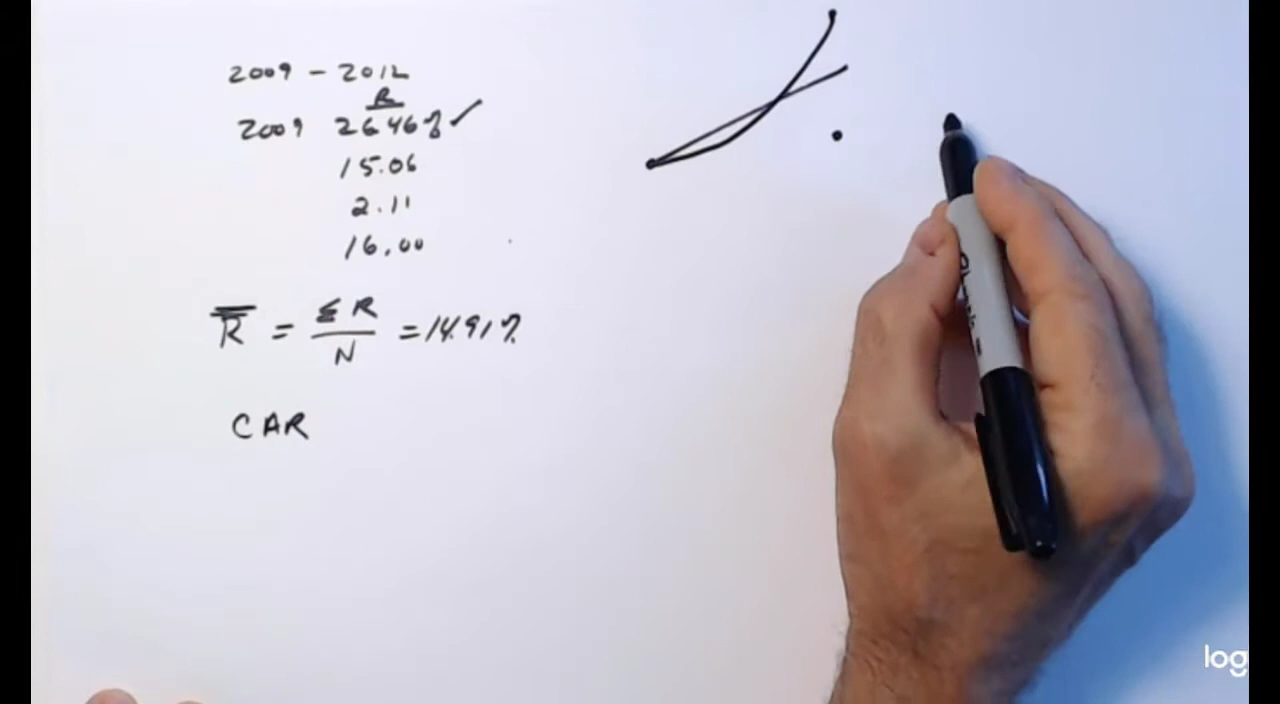 2009 - 2012
R
2009 26.46% ✓
15.06
2.11
16.00
R̅ = ΣR/N = 14.91%
CAR
log